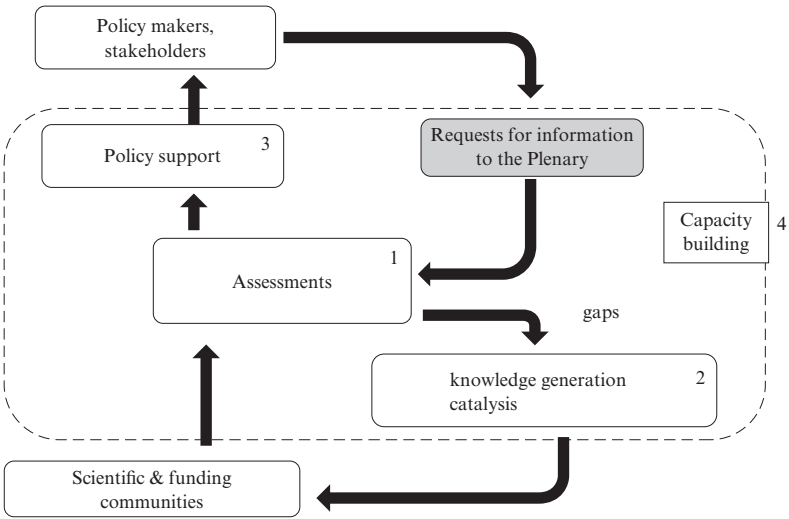 Policy makers,
stakeholders
Policy support
3
Requests for information
to the Plenary
Capacity
building
4
Assessments
1
gaps
knowledge generation
catalysis
2
Scientific & funding
communities